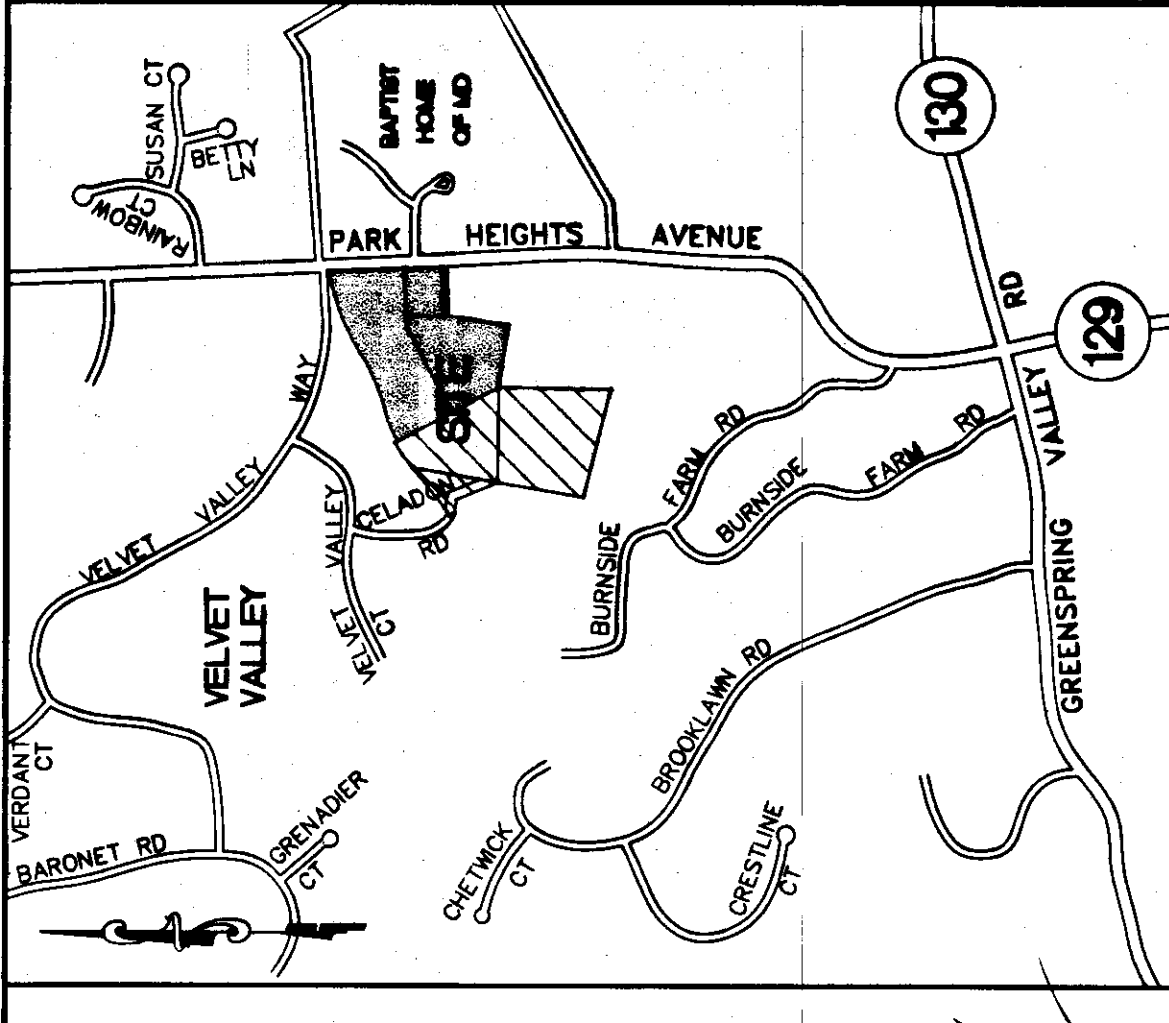 SUSAN CT
BETTY
LN
RAINBOW
CT
BAPTIST
HOME
OF MD
130
PARK HEIGHTS AVENUE
RD
129
SITE
VELVET VALLEY WAY
VELVET VALLEY
CT
CELADON
RD
VELVET
VALLEY
BURNSIDE FARM RD
BURNSIDE FARM RD
GREENSPRING VALLEY
BROOKLAWN RD
VERDANT
CT
BARONET RD
GRENADIER
CT
CHETWICK
CT
CRESTLINE
CT
N